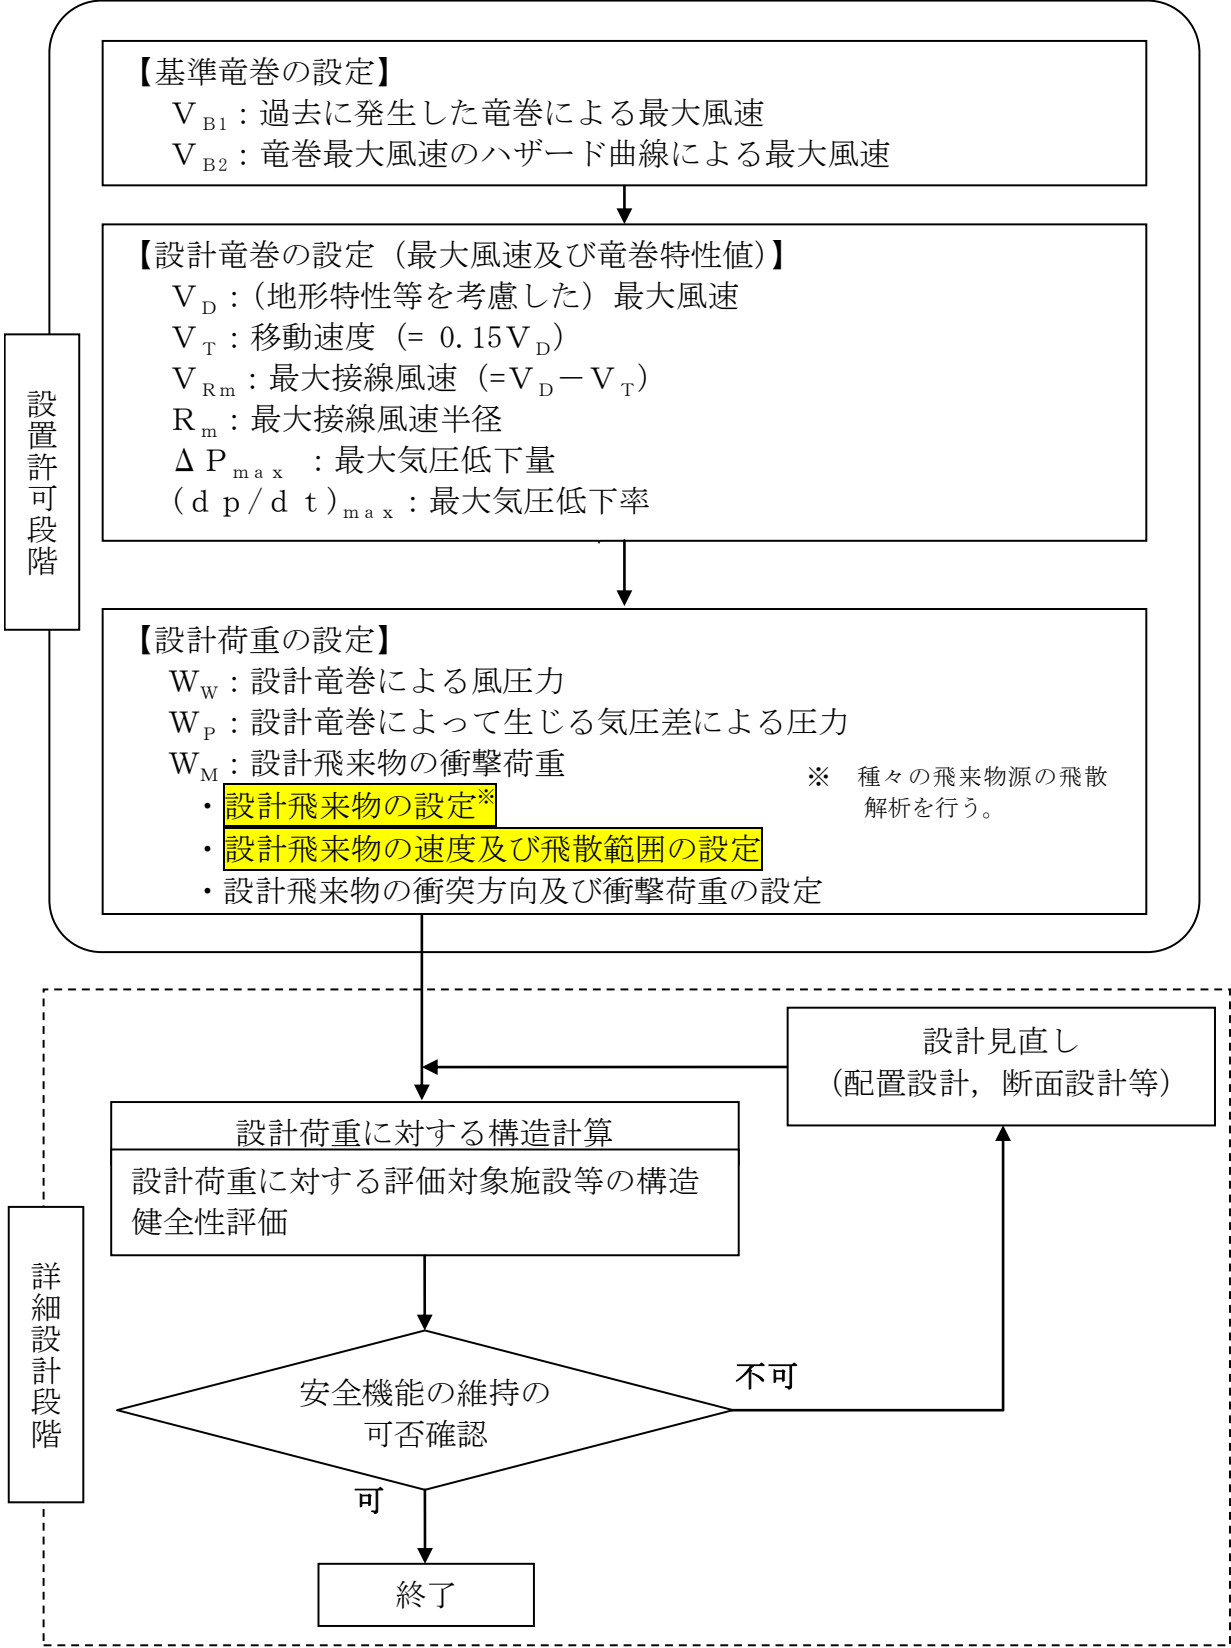 【基準竜巻の設定】
ＶB1：過去に発生した竜巻による最大風速
ＶB2：竜巻最大風速のハザード曲線による最大風速
【設計竜巻の設定（最大風速及び竜巻特性値）】
ＶD：（地形特性等を考慮した）最大風速
ＶT：移動速度（= 0.15ＶD）
ＶRm：最大接線風速（=ＶD－ＶT）
Ｒm：最大接線風速半径
ΔＰmax ：最大気圧低下量
(ｄｐ/ｄｔ)max：最大気圧低下率
設置許可段階
【設計荷重の設定】
ＷW：設計竜巻による風圧力
ＷP：設計竜巻によって生じる気圧差による圧力
ＷM：設計飛来物の衝撃荷重
・設計飛来物の設定※
・設計飛来物の速度及び飛散範囲の設定
・設計飛来物の衝突方向及び衝撃荷重の設定
※　種々の飛来物源の飛散
解析を行う。
設計見直し
（配置設計，断面設計等）
設計荷重に対する構造計算
設計荷重に対する評価対象施設等の構造
健全性評価
詳細設計段階
安全機能の維持の
可否確認
不可
可
終了